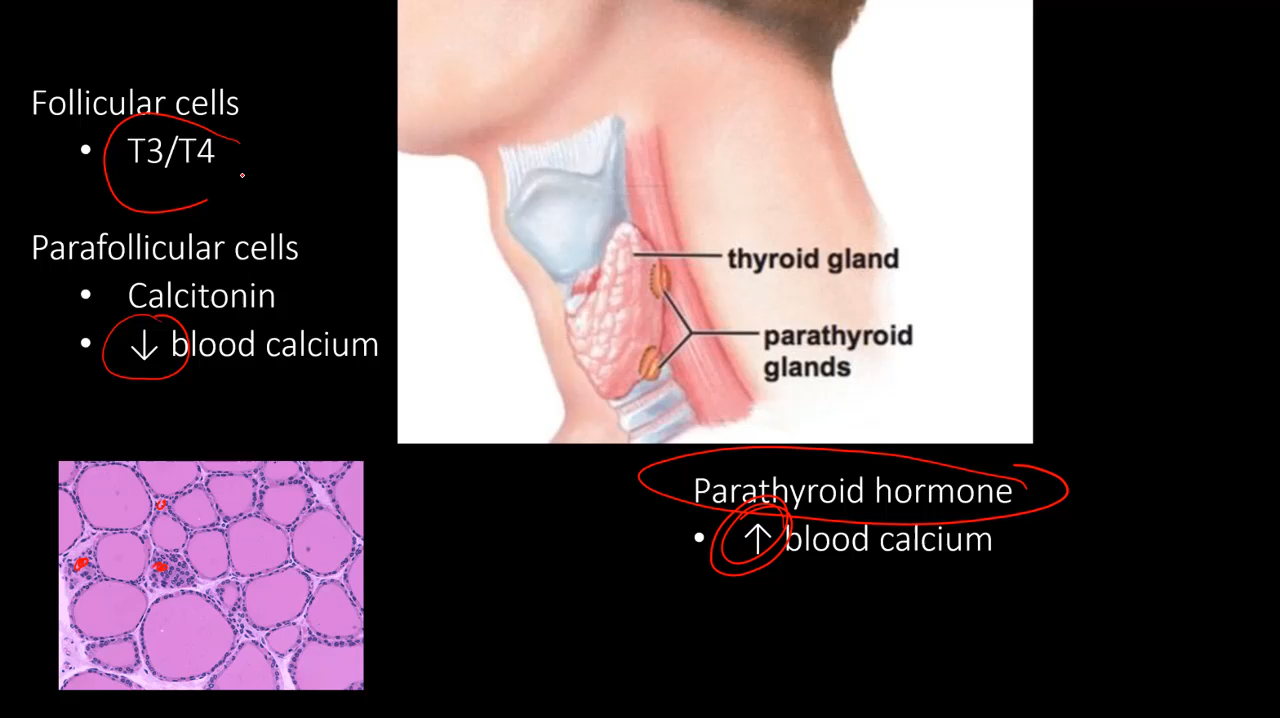 Follicular cells
• T3/T4
Parafollicular cells
• Calcitonin
• ↓ blood calcium
thyroid gland
parathyroid
glands
Parathyroid hormone
• ↑ blood calcium